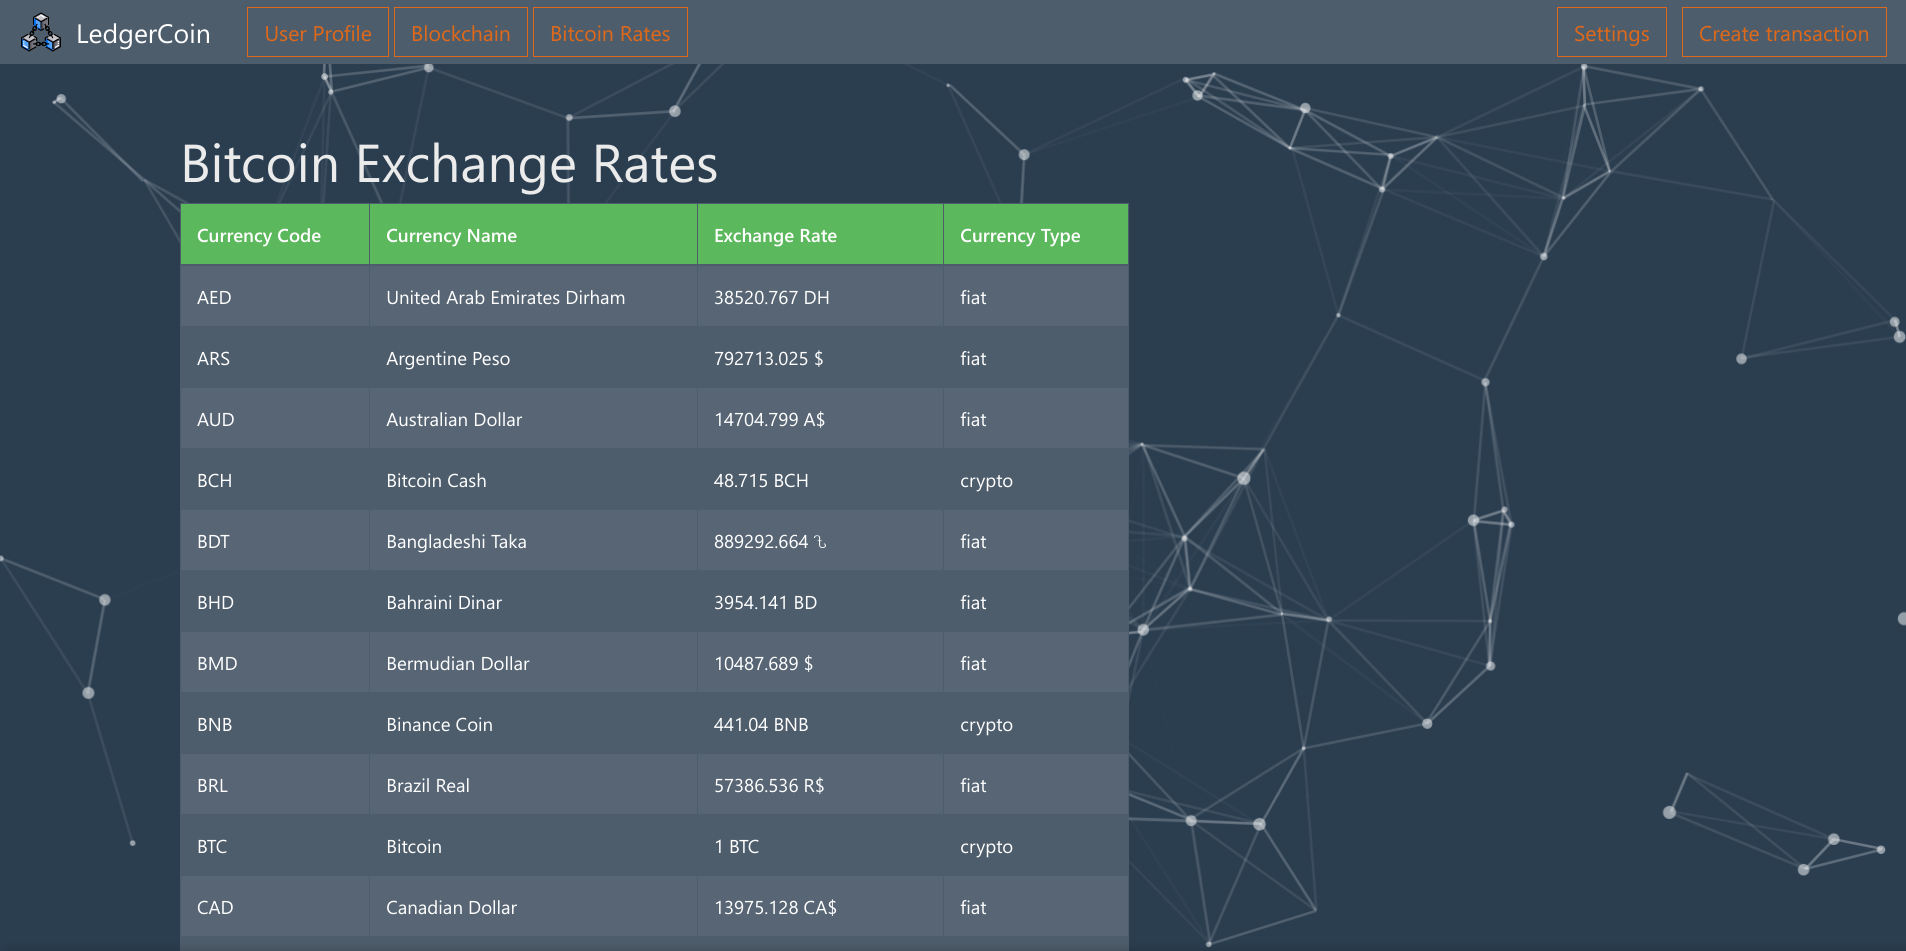 LedgerCoin User Profile Blockchain Bitcoin Rates Settings Create transaction
Bitcoin Exchange Rates
Currency Code Currency Name Exchange Rate Currency Type
AED United Arab Emirates Dirham 38520.767 DH fiat
ARS Argentine Peso 792713.025 $ fiat
AUD Australian Dollar 14704.799 A$ fiat
BCH Bitcoin Cash 48.715 BCH crypto
BDT Bangladeshi Taka 889292.664 ৳ fiat
BHD Bahraini Dinar 3954.141 BD fiat
BMD Bermudian Dollar 10487.689 $ fiat
BNB Binance Coin 441.04 BNB crypto
BRL Brazil Real 57386.536 R$ fiat
BTC Bitcoin 1 BTC crypto
CAD Canadian Dollar 13975.128 CA$ fiat